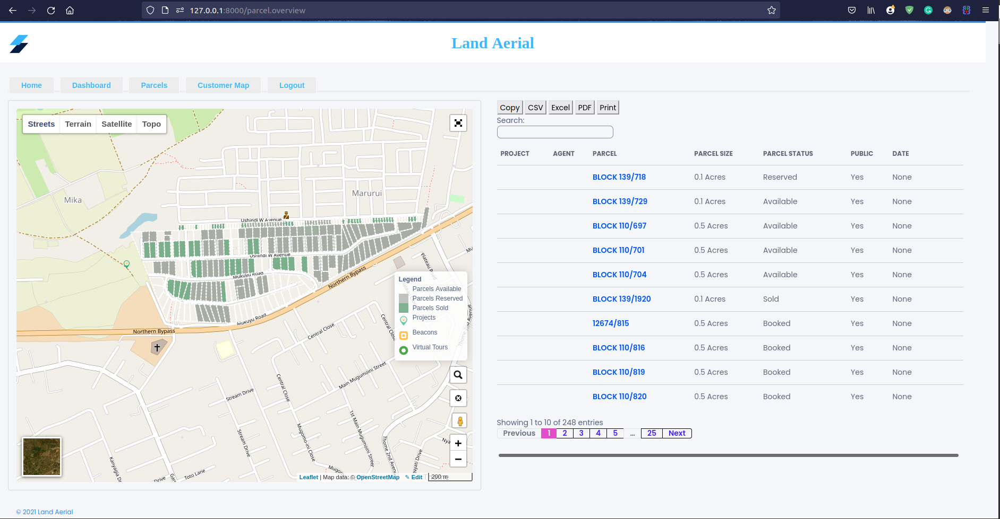 127.0.0.1:8000/parcel.overview
Land Aerial
Home
Dashboard
Parcels
Customer Map
Logout
Streets
Terrain
Satellite
Topo
Mika
Marurui
Ushindi W Avenue
Ushindi W Avenue
Mukuyu Road
Northern Bypass
Plateau Road
Mukuyu Road
Northern Bypass
Central Close
Central Close
Central Close
Main Mugumoini Street
Stream Drive
Stream Drive
1st Main Mugumoini Street
Mugomo-ini Close
Thome 2nd Avenue
Nyati Drive
Toto Lane
Drive
Legend
Parcels Available
Parcels Reserved
Parcels Sold
Projects
Beacons
Virtual Tours
+
−
Leaflet | Map data: © OpenStreetMap ✎ Edit
200 m
Copy CSV Excel PDF Print
Search:
PROJECT AGENT PARCEL PARCEL SIZE PARCEL STATUS PUBLIC DATE
BLOCK 139/718 0.1 Acres Reserved Yes None
BLOCK 139/729 0.1 Acres Available Yes None
BLOCK 110/697 0.5 Acres Available Yes None
BLOCK 110/701 0.5 Acres Available Yes None
BLOCK 110/704 0.5 Acres Available Yes None
BLOCK 139/1920 0.1 Acres Sold Yes None
12674/815 0.5 Acres Booked Yes None
BLOCK 110/816 0.5 Acres Booked Yes None
BLOCK 110/819 0.5 Acres Booked Yes None
BLOCK 110/820 0.5 Acres Booked Yes None
Showing 1 to 10 of 248 entries
Previous 1 2 3 4 5 … 25 Next
© 2021 Land Aerial